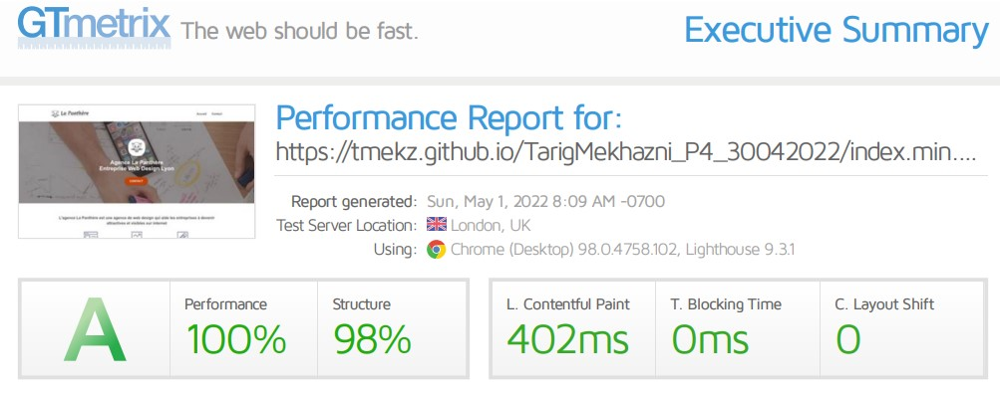 GTmetrix The web should be fast.
Executive Summary
La Panthère
Accueil Contact
Agence La Panthère
Entreprise Web Design Lyon
CONTACT
L'agence La Panthère est une agence de web design qui aide les entreprises à devenir
attractives et visibles sur Internet
Performance Report for:
https://tmekz.github.io/TarigMekhazni_P4_30042022/index.min....
Report generated: Sun, May 1, 2022 8:09 AM -0700
Test Server Location: London, UK
Using: Chrome (Desktop) 98.0.4758.102, Lighthouse 9.3.1
A
Performance
100%
Structure
98%
L. Contentful Paint
402ms
T. Blocking Time
0ms
C. Layout Shift
0